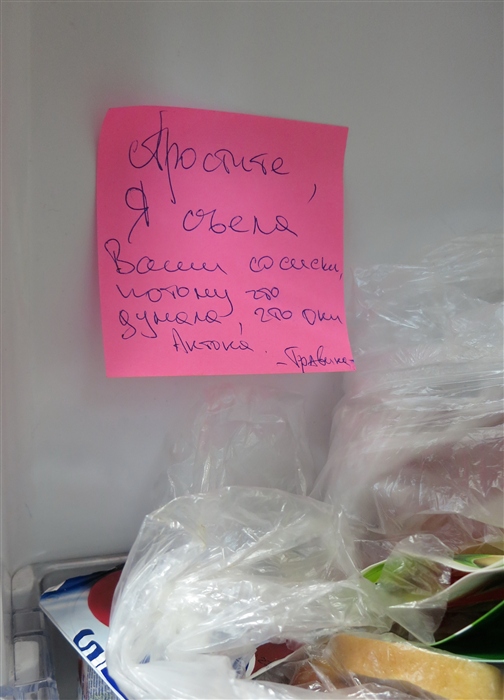 Простите,
Я съела
Ваши сосиски,
потому что
думала, что они
Антона.